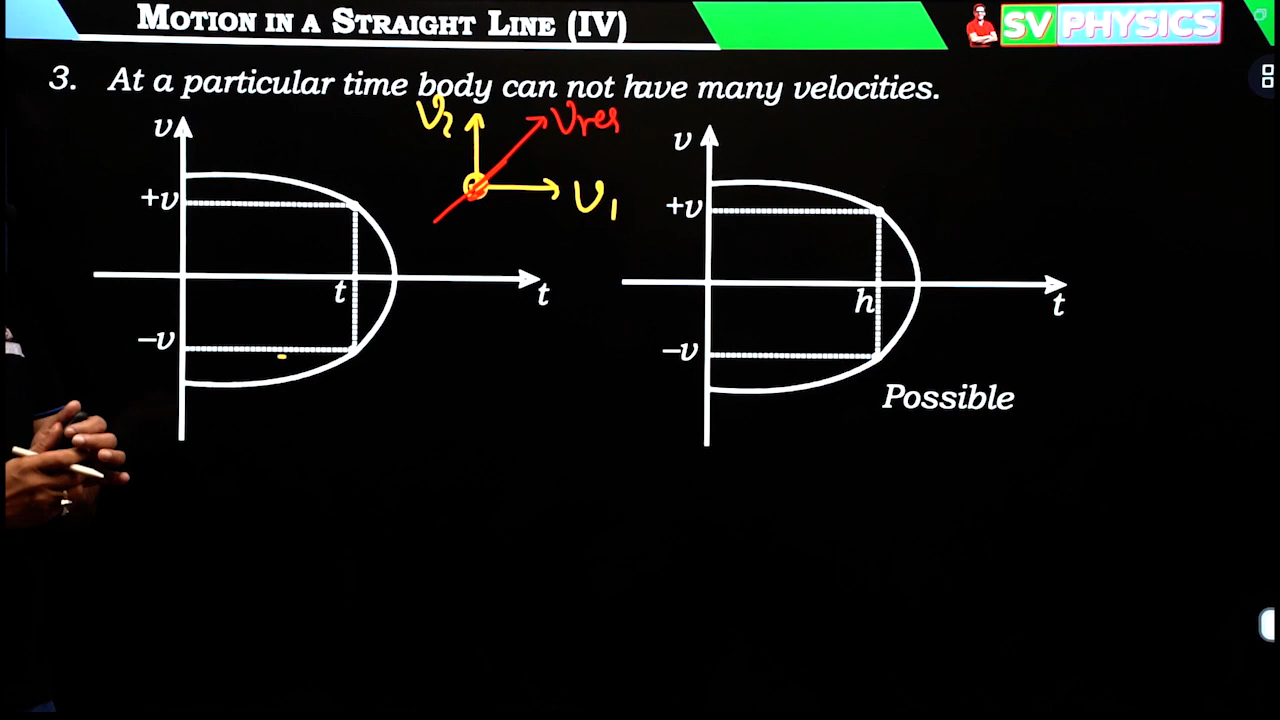 MOTION IN A STRAIGHT LINE (IV)
SV PHYSICS
3. At a particular time body can not have many velocities.
v
+v
t
t
–v
v₂
vres
v₁
v
+v
h
t
–v
Possible